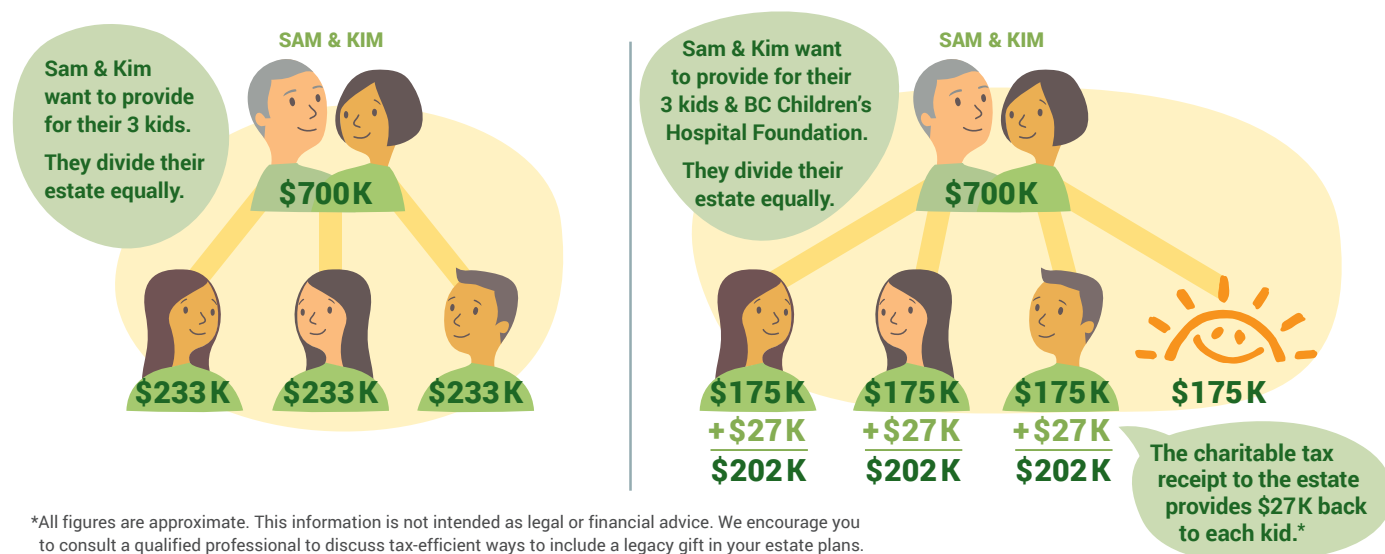 SAM & KIM
Sam & Kim
want to provide
for their 3 kids.
They divide their
estate equally.
$700K
$233K
$233K
$233K
SAM & KIM
Sam & Kim want
to provide for their
3 kids & BC Children's
Hospital Foundation.
They divide their
estate equally.
$700K
$175K
$175K
$175K
$175K
+$27K
+$27K
+$27K
$202K
$202K
$202K
The charitable tax
receipt to the estate
provides $27K back
to each kid.*
*All figures are approximate. This information is not intended as legal or financial advice. We encourage you
to consult a qualified professional to discuss tax-efficient ways to include a legacy gift in your estate plans.